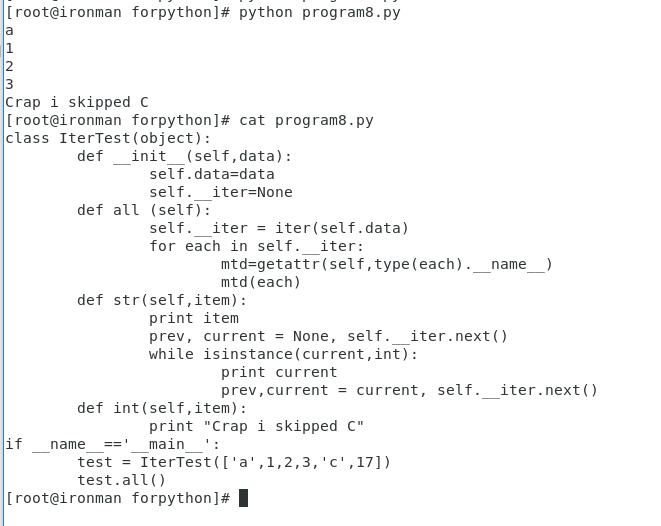 [root@ironman forpython]# python program8.py
a
1
2
3
Crap i skipped C
[root@ironman forpython]# cat program8.py
class IterTest(object):
        def __init__(self,data):
                self.data=data
                self.__iter=None
        def all (self):
                self.__iter = iter(self.data)
                for each in self.__iter:
                        mtd=getattr(self,type(each).__name__)
                        mtd(each)
        def str(self,item):
                print item
                prev, current = None, self.__iter.next()
                while isinstance(current,int):
                        print current
                        prev,current = current, self.__iter.next()
        def int(self,item):
                print "Crap i skipped C"
if __name__=='__main__':
        test = IterTest(['a',1,2,3,'c',17])
        test.all()
[root@ironman forpython]#